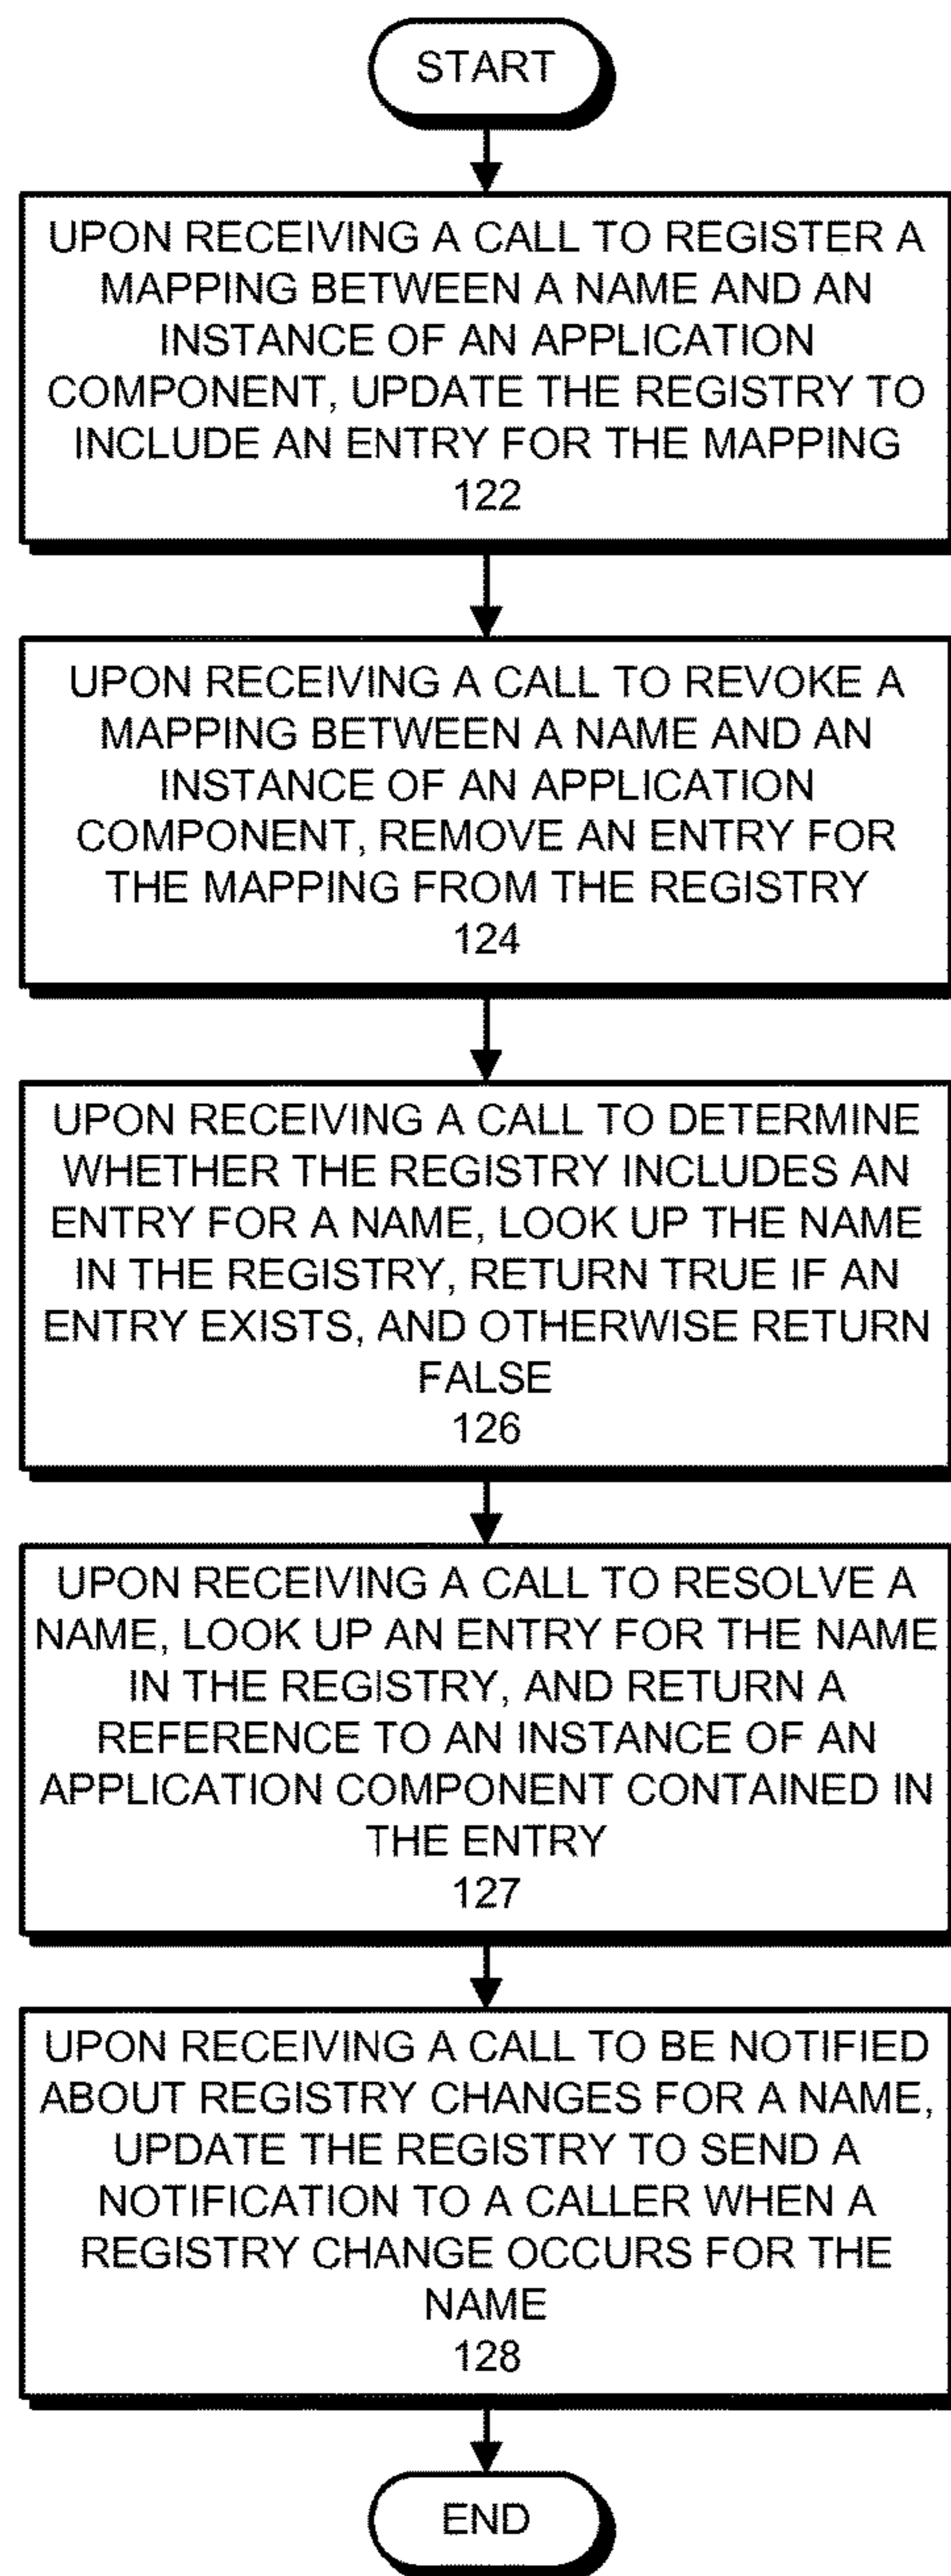 START
UPON RECEIVING A CALL TO REGISTER A
MAPPING BETWEEN A NAME AND AN
INSTANCE OF AN APPLICATION
COMPONENT, UPDATE THE REGISTRY TO
INCLUDE AN ENTRY FOR THE MAPPING
122
UPON RECEIVING A CALL TO REVOKE A
MAPPING BETWEEN A NAME AND AN
INSTANCE OF AN APPLICATION
COMPONENT, REMOVE AN ENTRY FOR
THE MAPPING FROM THE REGISTRY
124
UPON RECEIVING A CALL TO DETERMINE
WHETHER THE REGISTRY INCLUDES AN
ENTRY FOR A NAME, LOOK UP THE NAME
IN THE REGISTRY, RETURN TRUE IF AN
ENTRY EXISTS, AND OTHERWISE RETURN
FALSE
126
UPON RECEIVING A CALL TO RESOLVE A
NAME, LOOK UP AN ENTRY FOR THE NAME
IN THE REGISTRY, AND RETURN A
REFERENCE TO AN INSTANCE OF AN
APPLICATION COMPONENT CONTAINED IN
THE ENTRY
127
UPON RECEIVING A CALL TO BE NOTIFIED
ABOUT REGISTRY CHANGES FOR A NAME,
UPDATE THE REGISTRY TO SEND A
NOTIFICATION TO A CALLER WHEN A
REGISTRY CHANGE OCCURS FOR THE
NAME
128
END